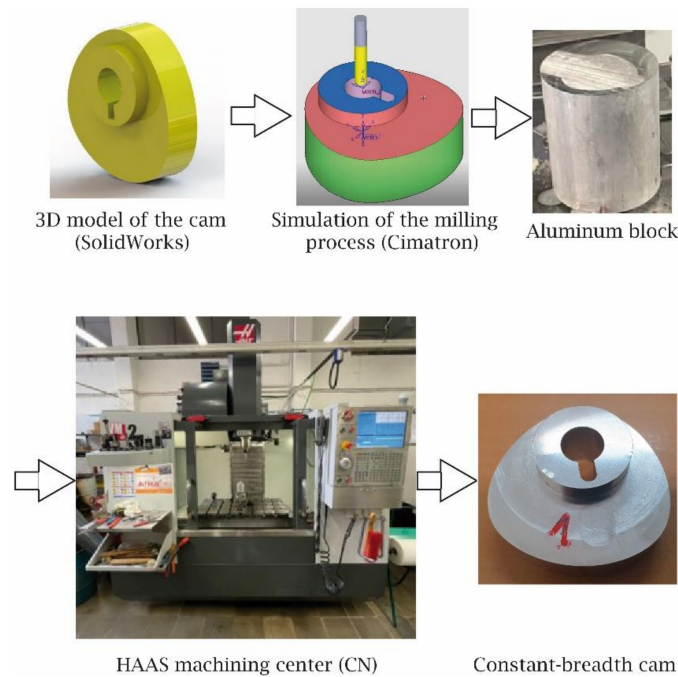 3D model of the cam
(SolidWorks)
Simulation of the milling
process (Cimatron)
Aluminum block
HAAS machining center (CN)
Constant-breadth cam
1